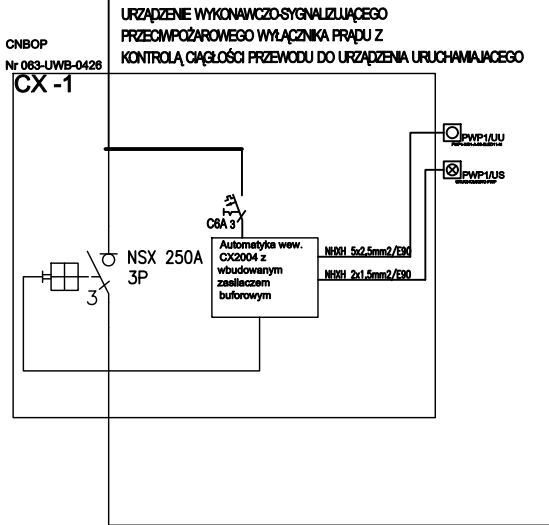 URZĄDZENIE WYKONAWCZO-SYGNALIZUJĄCEGO
PRZECIWPOŻAROWEGO WYŁĄCZNIKA PRĄDU Z
KONTROLĄ CIĄGŁOŚCI PRZEWODU DO URZĄDZENIA URUCHAMIAJACEGO
CNBOP
Nr 063-UWB-0426
CX -1
PWP1/UU
PWP1/US
C6A 3
NSX 250A
3P
3
Automatyka wew.
CX2004 z
wbudowanym
zasilaczem
buforowym
NHXH 5x2,5mm2/E90
NHXH 2x1,5mm2/E90